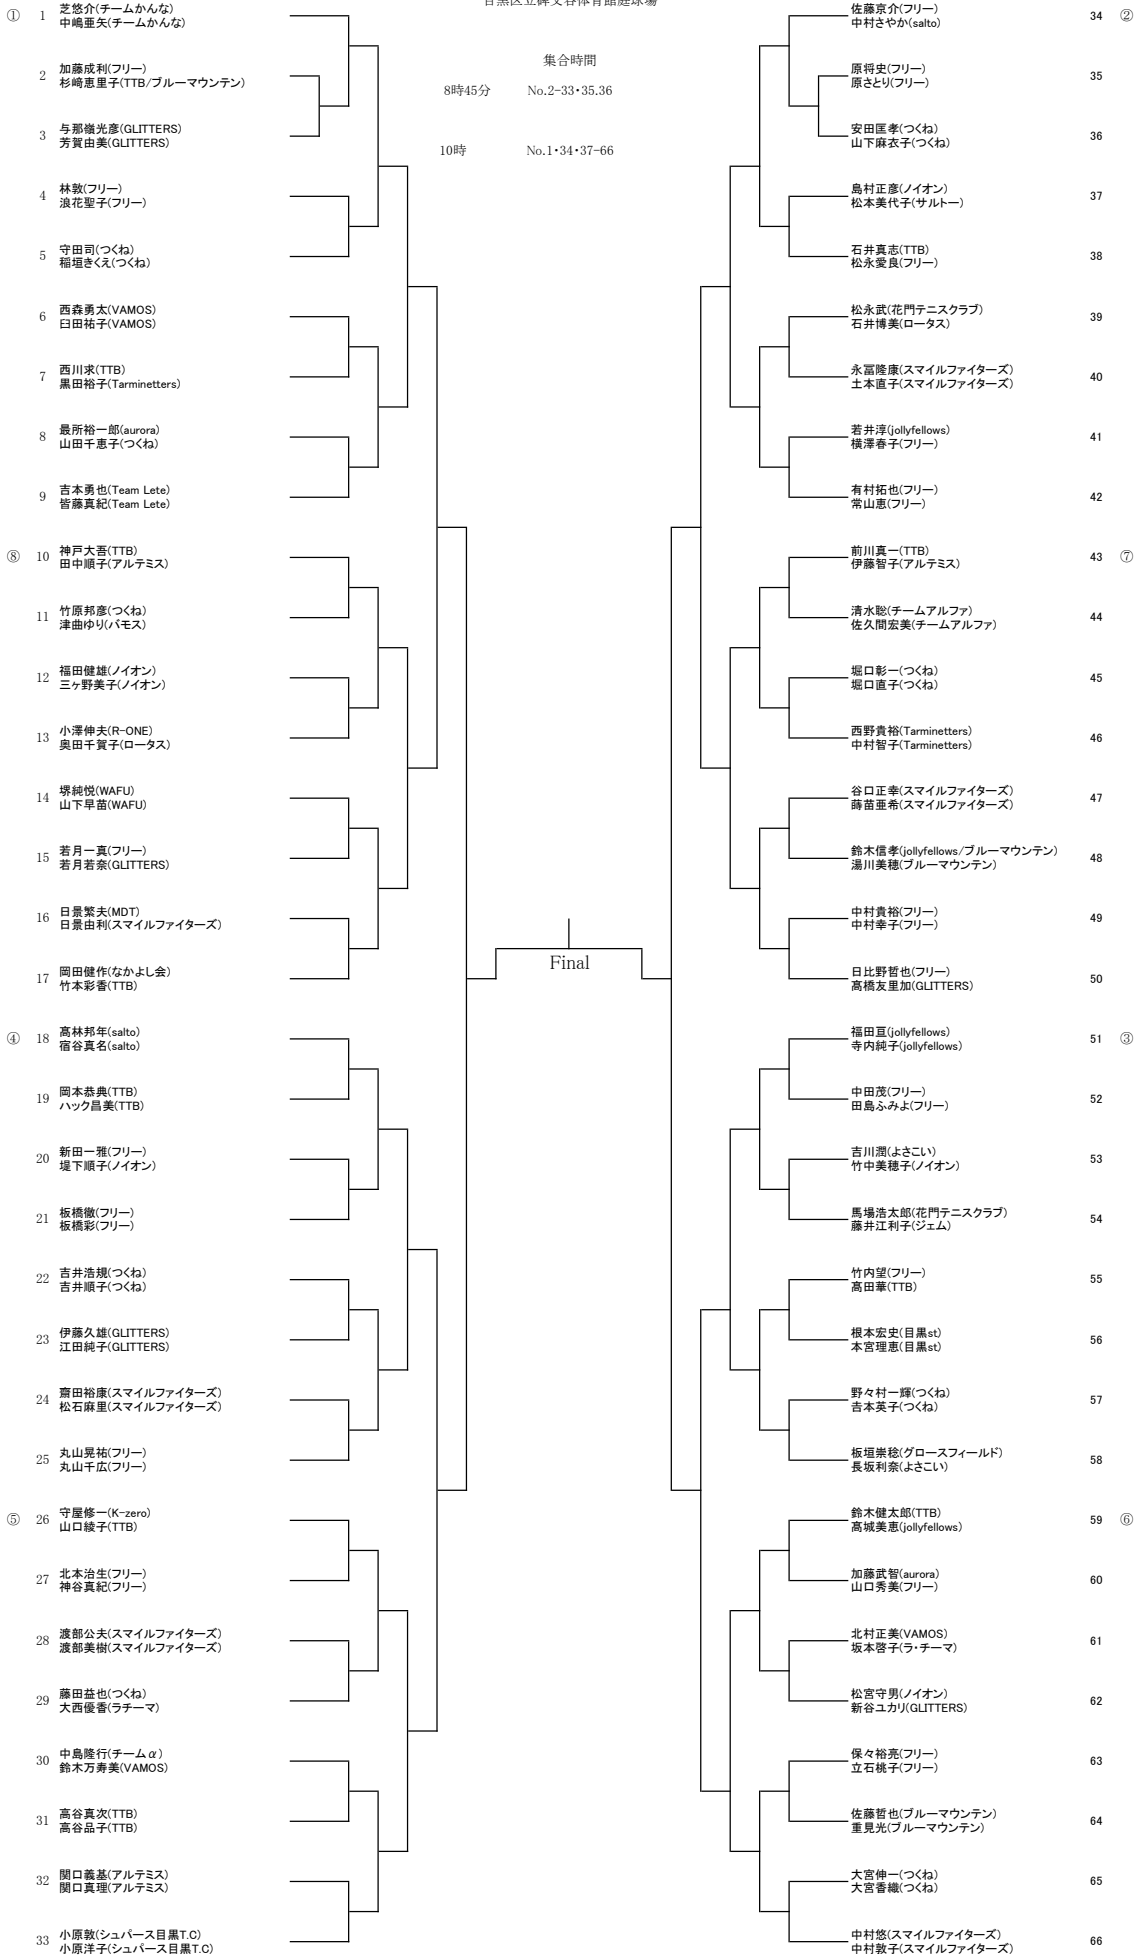 目黒区立碑文谷体育館庭球場
集合時間
8時45分 No.2-33・35.36
10時 No.1・34・37-66
① 1 芝悠介(チームかんな)
中嶋亜矢(チームかんな)
2 加藤成利(フリー)
杉﨑恵里子(TTB/ブルーマウンテン)
3 与那嶺光彦(GLITTERS)
芳賀由美(GLITTERS)
4 林敦(フリー)
浪花聖子(フリー)
5 守田司(つくね)
稲垣きくえ(つくね)
6 西森勇太(VAMOS)
臼田祐子(VAMOS)
7 西川求(TTB)
黒田裕子(Tarminetters)
8 最所裕一郎(aurora)
山田千恵子(つくね)
9 吉本勇也(Team Lete)
皆藤真紀(Team Lete)
⑧ 10 神戸大吾(TTB)
田中順子(アルテミス)
11 竹原邦彦(つくね)
津曲ゆり(バモス)
12 福田健雄(ノイオン)
三ヶ野美子(ノイオン)
13 小澤伸夫(R-ONE)
奥田千賀子(ロータス)
14 堺純悦(WAFU)
山下早苗(WAFU)
15 若月一真(フリー)
若月若奈(GLITTERS)
16 日景繁夫(MDT)
日景由利(スマイルファイターズ)
17 岡田健作(なかよし会)
竹本彩香(TTB)
④ 18 髙林邦年(salto)
宿谷真名(salto)
19 岡本恭典(TTB)
ハック昌美(TTB)
20 新田一雅(フリー)
堤下順子(ノイオン)
21 板橋徹(フリー)
板橋彩(フリー)
22 吉井浩規(つくね)
吉井順子(つくね)
23 伊藤久雄(GLITTERS)
江田純子(GLITTERS)
24 齋田裕康(スマイルファイターズ)
松石麻里(スマイルファイターズ)
25 丸山晃祐(フリー)
丸山千広(フリー)
⑤ 26 守屋修一(K-zero)
山口綾子(TTB)
27 北本治生(フリー)
神谷真紀(フリー)
28 渡部公夫(スマイルファイターズ)
渡部美樹(スマイルファイターズ)
29 藤田益也(つくね)
大西優香(ラチーマ)
30 中島隆行(チームα)
鈴木万寿美(VAMOS)
31 高谷真次(TTB)
高谷品子(TTB)
32 関口義基(アルテミス)
関口真理(アルテミス)
33 小原敦(シュパース目黒T.C)
小原洋子(シュパース目黒T.C)
Final
佐藤京介(フリー) 34 ②
中村さやか(salto)
原将史(フリー) 35
原さとり(フリー)
安田匡孝(つくね) 36
山下麻衣子(つくね)
島村正彦(ノイオン) 37
松本美代子(サルトー)
石井真志(TTB) 38
松永愛良(フリー)
松永武(花門テニスクラブ) 39
石井博美(ロータス)
永冨隆康(スマイルファイターズ) 40
土本直子(スマイルファイターズ)
若井淳(jollyfellows) 41
横澤春子(フリー)
有村拓也(フリー) 42
常山恵(フリー)
前川真一(TTB) 43 ⑦
伊藤智子(アルテミス)
清水聡(チームアルファ) 44
佐久間宏美(チームアルファ)
堀口彰一(つくね) 45
堀口直子(つくね)
西野貴裕(Tarminetters) 46
中村智子(Tarminetters)
谷口正幸(スマイルファイターズ) 47
蒔苗亜希(スマイルファイターズ)
鈴木信孝(jollyfellows/ブルーマウンテン) 48
湯川美穂(ブルーマウンテン)
中村貴裕(フリー) 49
中村幸子(フリー)
日比野哲也(フリー) 50
髙橋友里加(GLITTERS)
福田亘(jollyfellows) 51 ③
寺内純子(jollyfellows)
中田茂(フリー) 52
田島ふみよ(フリー)
吉川潤(よさこい) 53
竹中美穂子(ノイオン)
馬場浩太郎(花門テニスクラブ) 54
藤井江利子(ジェム)
竹内望(フリー) 55
髙田華(TTB)
根本宏史(目黒st) 56
本宮理恵(目黒st)
野々村一輝(つくね) 57
𠮷本英子(つくね)
板垣崇稔(グロースフィールド) 58
長坂利奈(よさこい)
鈴木健太郎(TTB) 59 ⑥
髙城美恵(jollyfellows)
加藤武智(aurora) 60
山口秀美(フリー)
北村正美(VAMOS) 61
坂本啓子(ラ・チーマ)
松宮守男(ノイオン) 62
新谷ユカリ(GLITTERS)
保々裕亮(フリー) 63
立石桃子(フリー)
佐藤哲也(ブルーマウンテン) 64
重見光(ブルーマウンテン)
大宮伸一(つくね) 65
大宮香織(つくね)
中村悠(スマイルファイターズ) 66
中村敦子(スマイルファイターズ)